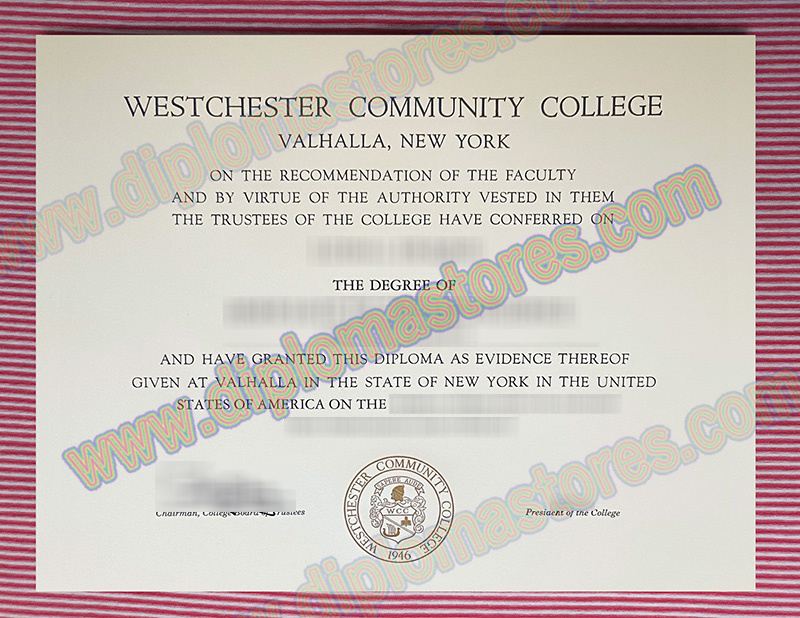 WESTCHESTER COMMUNITY COLLEGE
VALHALLA, NEW YORK
ON THE RECOMMENDATION OF THE FACULTY
AND BY VIRTUE OF THE AUTHORITY VESTED IN THEM
THE TRUSTEES OF THE COLLEGE HAVE CONFERRED ON
THE DEGREE OF
AND HAVE GRANTED THIS DIPLOMA AS EVIDENCE THEREOF
GIVEN AT VALHALLA IN THE STATE OF NEW YORK IN THE UNITED
STATES OF AMERICA ON THE
Chairman, College Board of Trustees
President of the College
WESTCHESTER COMMUNITY COLLEGE
SAPERE AUDE
WCC
1946
www.diplomastores.com
www.diplomastores.com
www.diplomastores.com